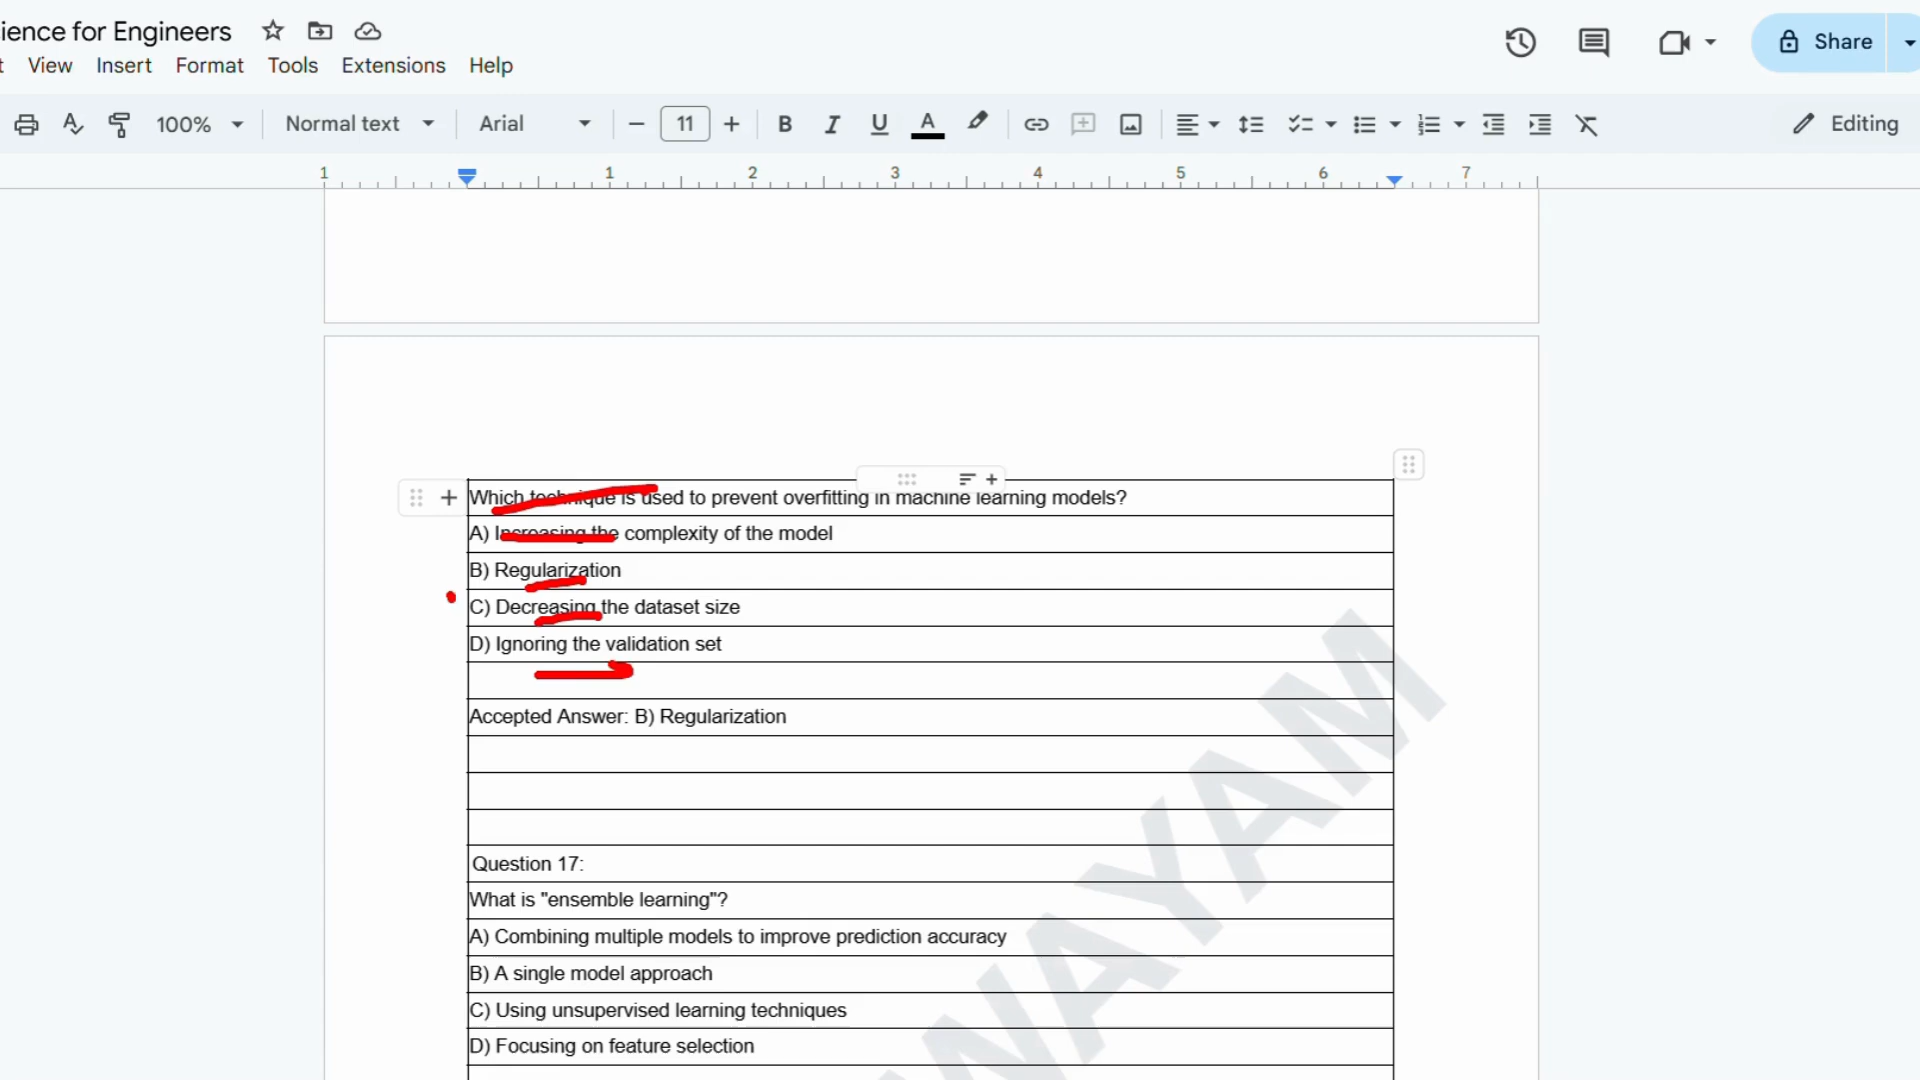 ience for Engineers
t View Insert Format Tools Extensions Help
Share
100% Normal text Arial 11 Editing
1 1 2 3 4 5 6 7
Which technique is used to prevent overfitting in machine learning models?
A) Increasing the complexity of the model
B) Regularization
C) Decreasing the dataset size
D) Ignoring the validation set
Accepted Answer: B) Regularization
Question 17:
What is "ensemble learning"?
A) Combining multiple models to improve prediction accuracy
B) A single model approach
C) Using unsupervised learning techniques
D) Focusing on feature selection
WAYAM